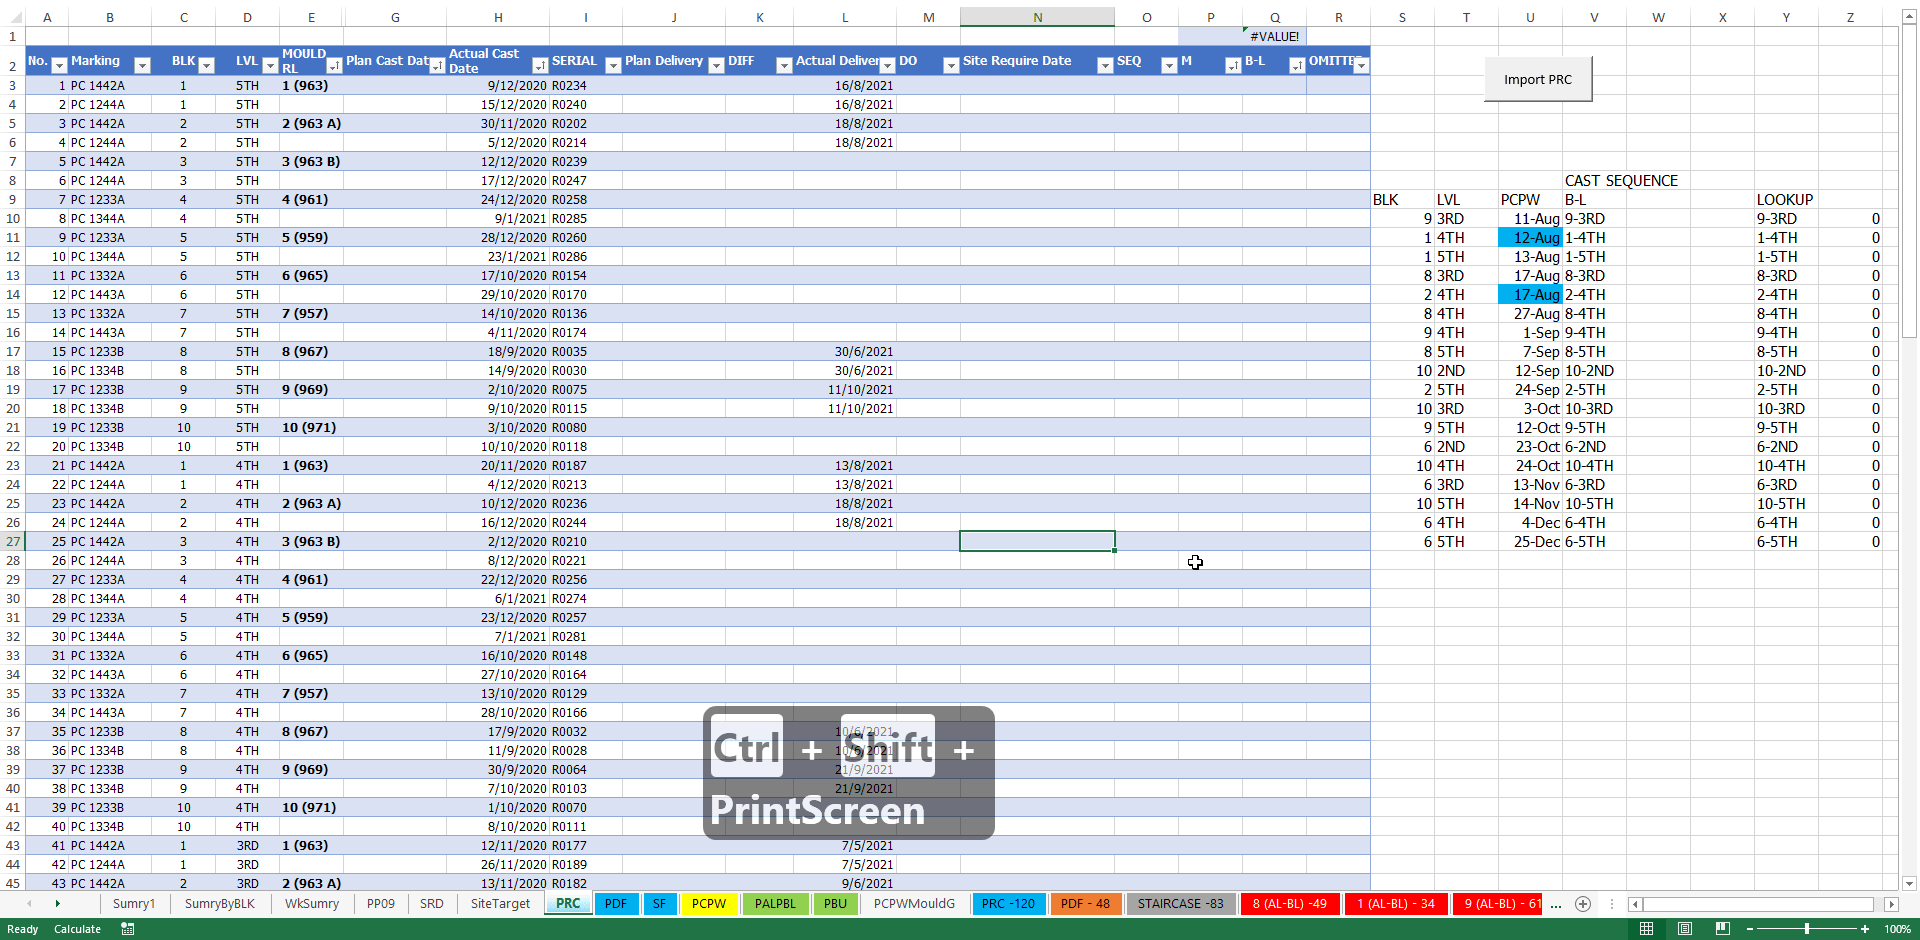 A B C D E G H I J K L M N O P Q R S T U V W X Y Z
1 #VALUE!
2 No. Marking BLK LVL MOULD RL Plan Cast Dat Actual Cast Date SERIAL Plan Delivery DIFF Actual Deliver DO Site Require Date SEQ M B-L OMITTE
Import PRC
3 1 PC 1442A 1 5TH 1 (963) 9/12/2020 R0234 16/8/2021
4 2 PC 1244A 1 5TH 15/12/2020 R0240 16/8/2021
5 3 PC 1442A 2 5TH 2 (963 A) 30/11/2020 R0202 18/8/2021
6 4 PC 1244A 2 5TH 5/12/2020 R0214 18/8/2021
7 5 PC 1442A 3 5TH 3 (963 B) 12/12/2020 R0239
8 6 PC 1244A 3 5TH 17/12/2020 R0247 CAST SEQUENCE
9 7 PC 1233A 4 5TH 4 (961) 24/12/2020 R0258 BLK LVL PCPW B-L LOOKUP
10 8 PC 1344A 4 5TH 9/1/2021 R0285 9 3RD 11-Aug 9-3RD 9-3RD 0
11 9 PC 1233A 5 5TH 5 (959) 28/12/2020 R0260 1 4TH 12-Aug 1-4TH 1-4TH 0
12 10 PC 1344A 5 5TH 23/1/2021 R0286 1 5TH 13-Aug 1-5TH 1-5TH 0
13 11 PC 1332A 6 5TH 6 (965) 17/10/2020 R0154 8 3RD 17-Aug 8-3RD 8-3RD 0
14 12 PC 1443A 6 5TH 29/10/2020 R0170 2 4TH 17-Aug 2-4TH 2-4TH 0
15 13 PC 1332A 7 5TH 7 (957) 14/10/2020 R0136 8 4TH 27-Aug 8-4TH 8-4TH 0
16 14 PC 1443A 7 5TH 4/11/2020 R0174 9 4TH 1-Sep 9-4TH 9-4TH 0
17 15 PC 1233B 8 5TH 8 (967) 18/9/2020 R0035 30/6/2021 8 5TH 7-Sep 8-5TH 8-5TH 0
18 16 PC 1334B 8 5TH 14/9/2020 R0030 30/6/2021 10 2ND 12-Sep 10-2ND 10-2ND 0
19 17 PC 1233B 9 5TH 9 (969) 2/10/2020 R0075 11/10/2021 2 5TH 24-Sep 2-5TH 2-5TH 0
20 18 PC 1334B 9 5TH 9/10/2020 R0115 11/10/2021 10 3RD 3-Oct 10-3RD 10-3RD 0
21 19 PC 1233B 10 5TH 10 (971) 3/10/2020 R0080 9 5TH 12-Oct 9-5TH 9-5TH 0
22 20 PC 1334B 10 5TH 10/10/2020 R0118 6 2ND 23-Oct 6-2ND 6-2ND 0
23 21 PC 1442A 1 4TH 1 (963) 20/11/2020 R0187 13/8/2021 10 4TH 24-Oct 10-4TH 10-4TH 0
24 22 PC 1244A 1 4TH 4/12/2020 R0213 13/8/2021 6 3RD 13-Nov 6-3RD 6-3RD 0
25 23 PC 1442A 2 4TH 2 (963 A) 10/12/2020 R0236 18/8/2021 10 5TH 14-Nov 10-5TH 10-5TH 0
26 24 PC 1244A 2 4TH 16/12/2020 R0244 18/8/2021 6 4TH 4-Dec 6-4TH 6-4TH 0
27 25 PC 1442A 3 4TH 3 (963 B) 2/12/2020 R0210 6 5TH 25-Dec 6-5TH 6-5TH 0
28 26 PC 1244A 3 4TH 8/12/2020 R0221
29 27 PC 1233A 4 4TH 4 (961) 22/12/2020 R0256
30 28 PC 1344A 4 4TH 6/1/2021 R0274
31 29 PC 1233A 5 4TH 5 (959) 23/12/2020 R0257
32 30 PC 1344A 5 4TH 7/1/2021 R0281
33 31 PC 1332A 6 4TH 6 (965) 16/10/2020 R0148
34 32 PC 1443A 6 4TH 27/10/2020 R0164
35 33 PC 1332A 7 4TH 7 (957) 13/10/2020 R0129
36 34 PC 1443A 7 4TH 28/10/2020 R0166
37 35 PC 1233B 8 4TH 8 (967) 17/9/2020 R0032 10/6/2021
38 36 PC 1334B 8 4TH 11/9/2020 R0028 10/6/2021
39 37 PC 1233B 9 4TH 9 (969) 30/9/2020 R0064 21/9/2021
40 38 PC 1334B 9 4TH 7/10/2020 R0103 21/9/2021
41 39 PC 1233B 10 4TH 10 (971) 1/10/2020 R0070
42 40 PC 1334B 10 4TH 8/10/2020 R0111
43 41 PC 1442A 1 3RD 1 (963) 12/11/2020 R0177 7/5/2021
44 42 PC 1244A 1 3RD 26/11/2020 R0189 7/5/2021
45 43 PC 1442A 2 3RD 2 (963 A) 13/11/2020 R0182 9/6/2021
Ctrl + Shift +
PrintScreen
Sumry1 SumryByBLK WkSumry PP09 SRD SiteTarget PRC PDF SF PCPW PALPBL PBU PCPWMouldG PRC -120 PDF - 48 STAIRCASE -83 8 (AL-BL) -49 1 (AL-BL) - 34 9 (AL-BL) - 61 ...
Ready Calculate 100%